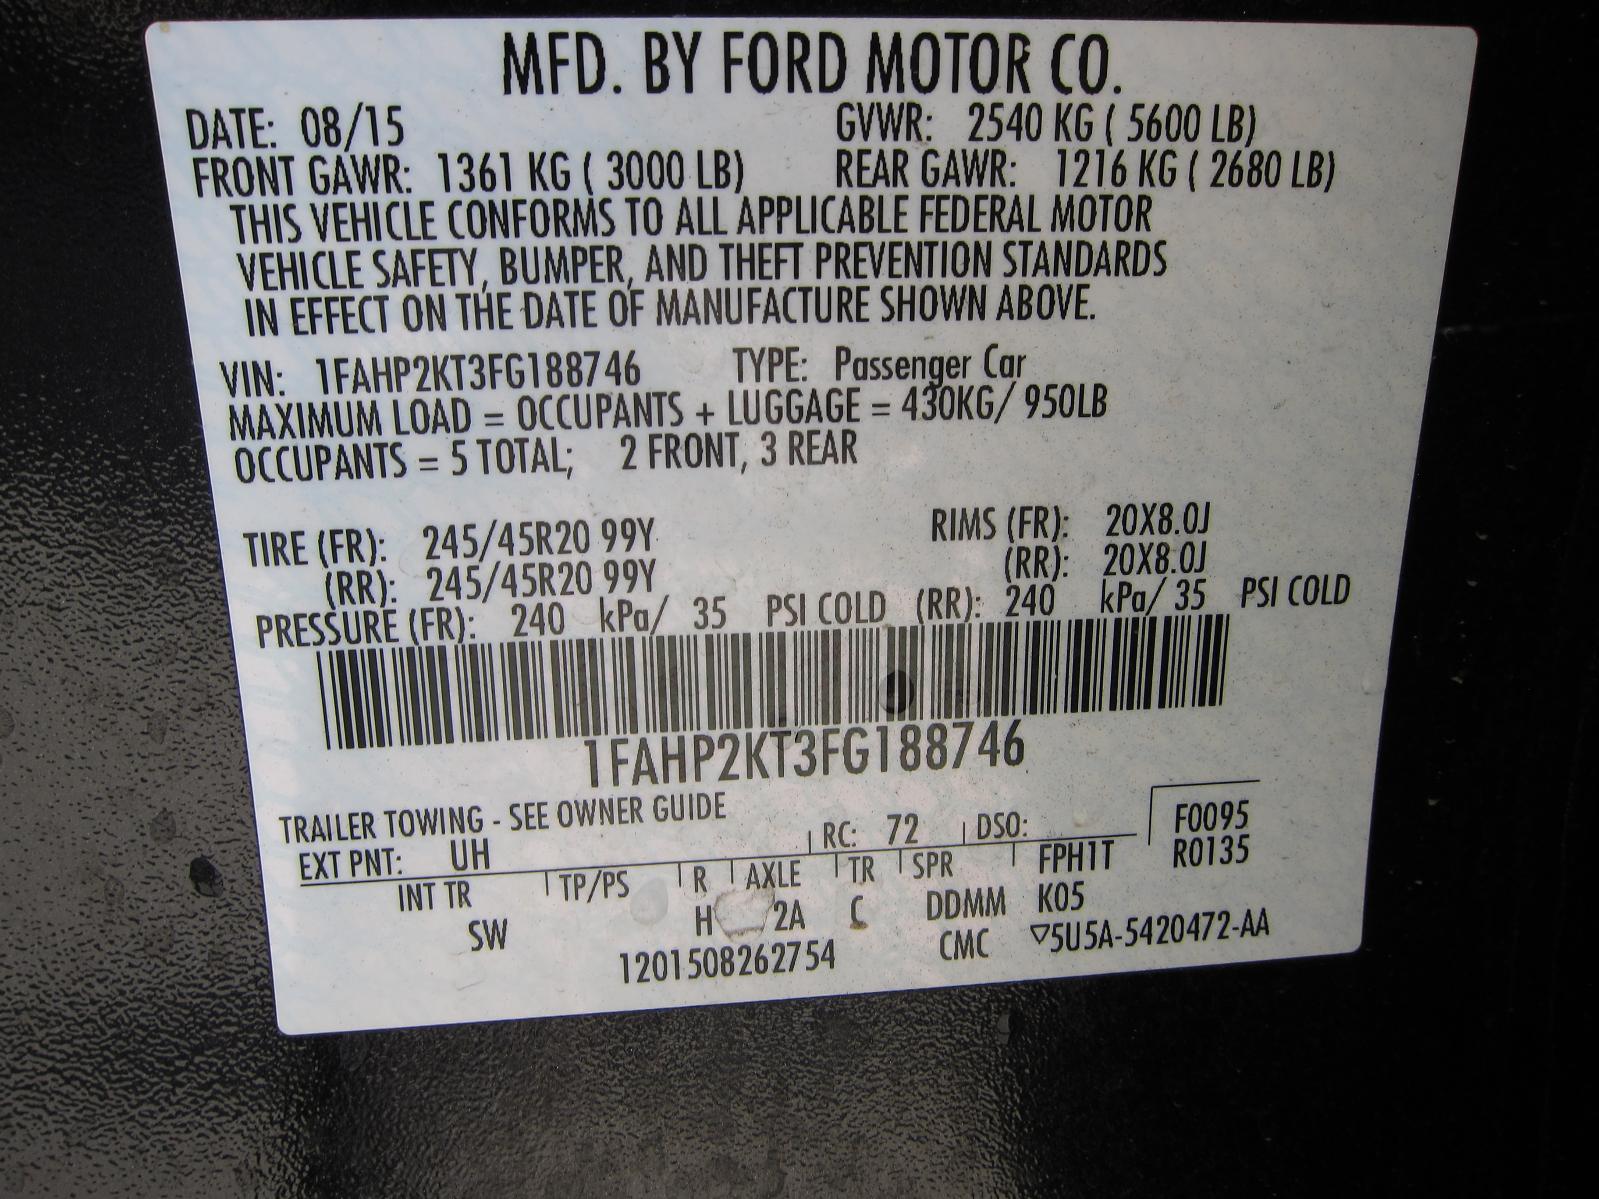 MFD. BY FORD MOTOR CO.
DATE: 08/15 GVWR: 2540 KG ( 5600 LB)
FRONT GAWR: 1361 KG ( 3000 LB) REAR GAWR: 1216 KG ( 2680 LB)
THIS VEHICLE CONFORMS TO ALL APPLICABLE FEDERAL MOTOR
VEHICLE SAFETY, BUMPER, AND THEFT PREVENTION STANDARDS
IN EFFECT ON THE DATE OF MANUFACTURE SHOWN ABOVE.
VIN: 1FAHP2KT3FG188746 TYPE: Passenger Car
MAXIMUM LOAD = OCCUPANTS + LUGGAGE = 430KG/ 950LB
OCCUPANTS = 5 TOTAL; 2 FRONT, 3 REAR
TIRE (FR): 245/45R20 99Y RIMS (FR): 20X8.0J
(RR): 245/45R20 99Y (RR): 20X8.0J
PRESSURE (FR): 240 kPa/ 35 PSI COLD (RR): 240 kPa/ 35 PSI COLD
1FAHP2KT3FG188746
TRAILER TOWING - SEE OWNER GUIDE F0095
EXT PNT: UH RC: 72 DSO: R0135
INT TR TP/PS R AXLE TR SPR FPH1T
SW H 2A C DDMM K05
1201508262754 CMC ▽5U5A-5420472-AA